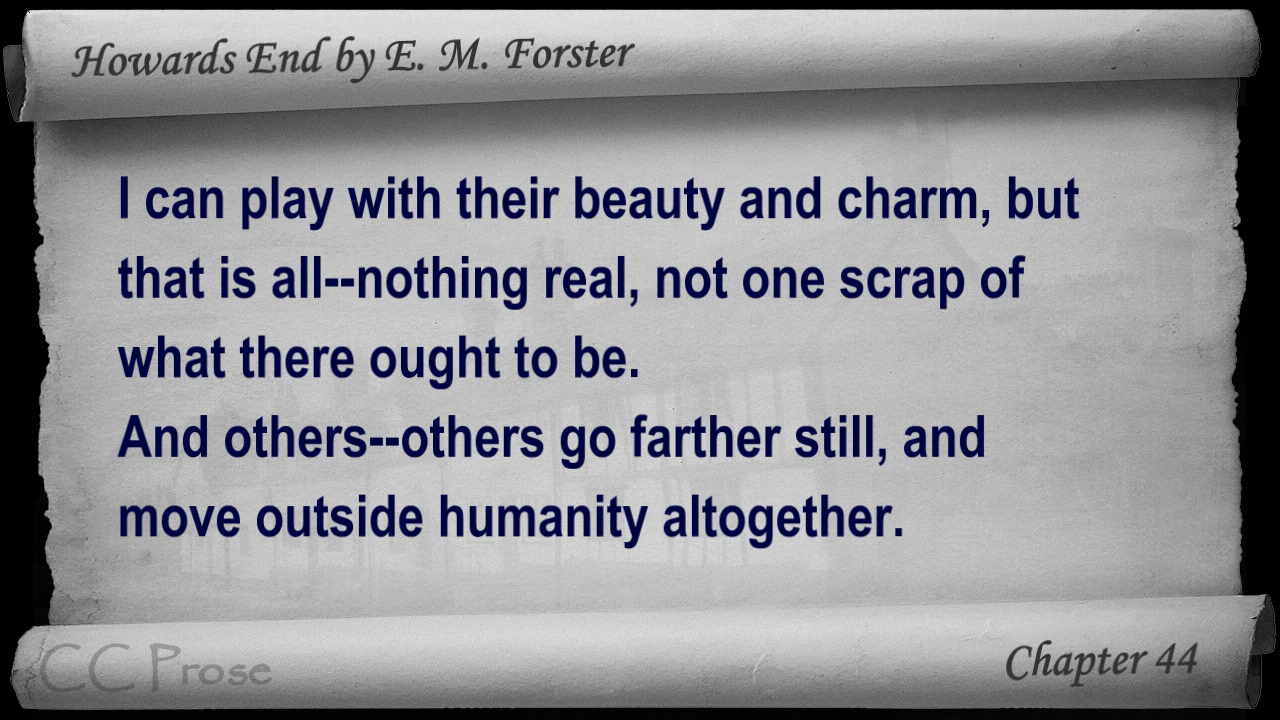 Howards End by E. M. Forster
I can play with their beauty and charm, but
that is all--nothing real, not one scrap of
what there ought to be.
And others--others go farther still, and
move outside humanity altogether.
CC Prose
Chapter 44